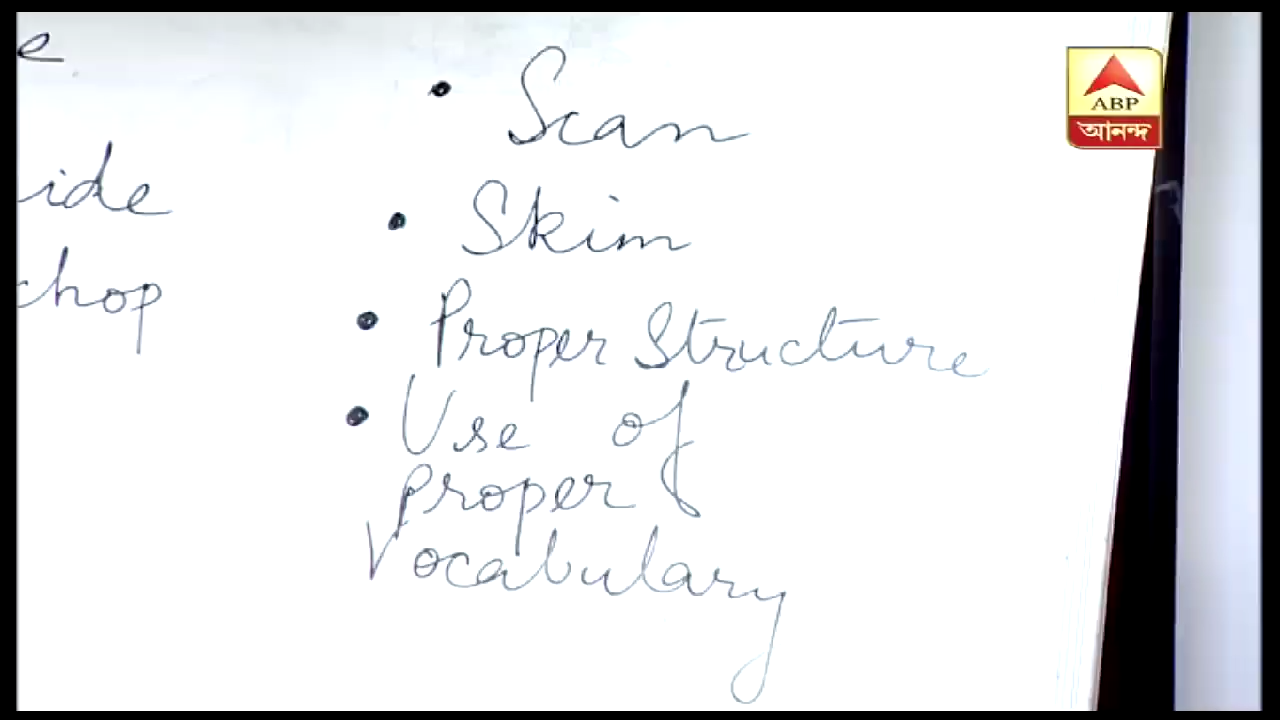 e
ide
chop
• Scan
• Skim
• Proper Structure
• Use of
proper
Vocabulary
ABP
আনন্দ